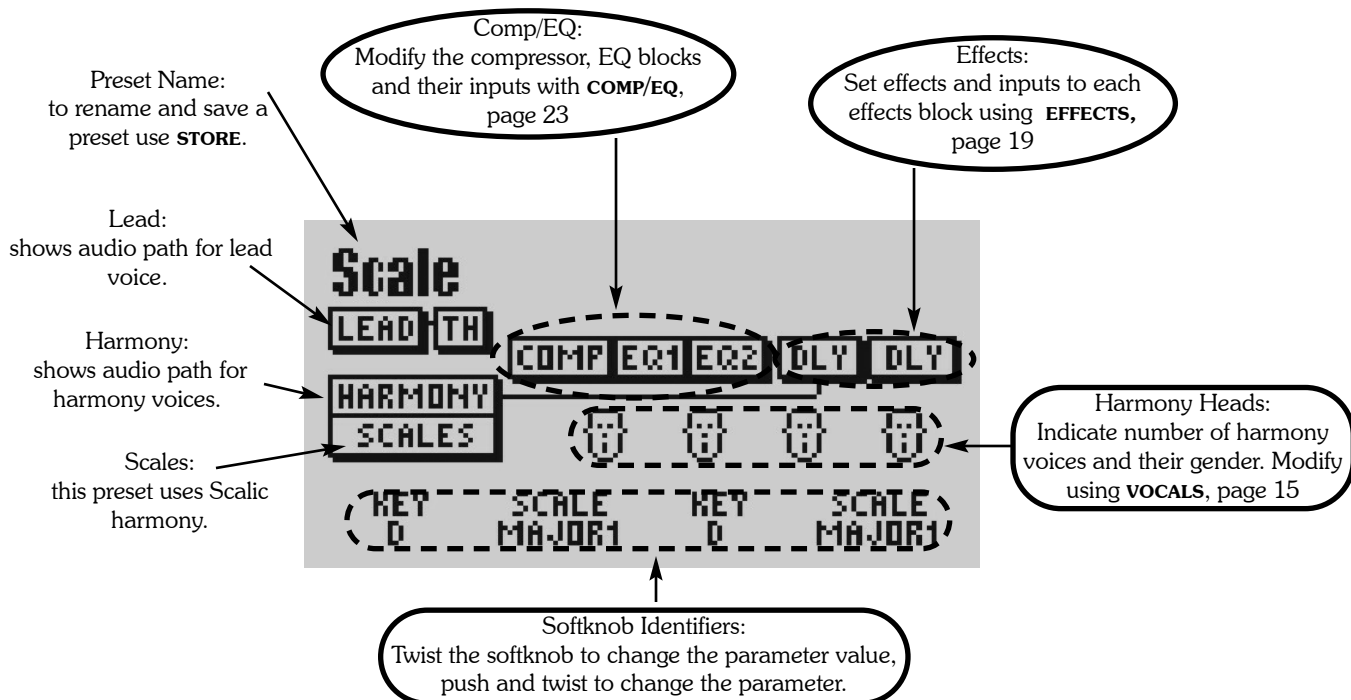 Comp/EQ:
Modify the compressor, EQ blocks
and their inputs with COMP/EQ,
page 23
Effects:
Set effects and inputs to each
effects block using EFFECTS,
page 19
Preset Name:
to rename and save a
preset use STORE.
Lead:
shows audio path for lead
voice.
Harmony:
shows audio path for
harmony voices.
Scales:
this preset uses Scalic
harmony.
Scale
LEAD TH
COMP EQ1 EQ2 DLY DLY
HARMONY
SCALES
KEY SCALE KEY SCALE
D MAJOR1 D MAJOR1
Harmony Heads:
Indicate number of harmony
voices and their gender. Modify
using VOCALS, page 15
Softknob Identifiers:
Twist the softknob to change the parameter value,
push and twist to change the parameter.